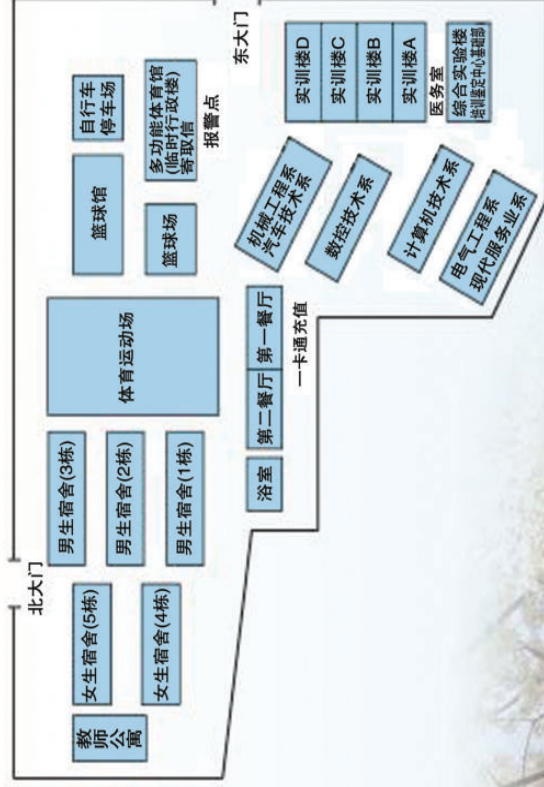 北大门
教师
公寓
女生宿舍(5栋)
女生宿舍(4栋)
男生宿舍(3栋)
男生宿舍(2栋)
男生宿舍(1栋)
浴室
体育运动场
第二餐厅
第一餐厅
一卡通充值
篮球馆
篮球场
自行车
停车场
多功能体育馆
(临时行政楼)
寄取信
报警点
东大门
机械工程系
汽车技术系
数控技术系
计算机技术系
电气工程系
现代服务业系
实训楼D
实训楼C
实训楼B
实训楼A
医务室
综合实验楼
培训鉴定中心基础部